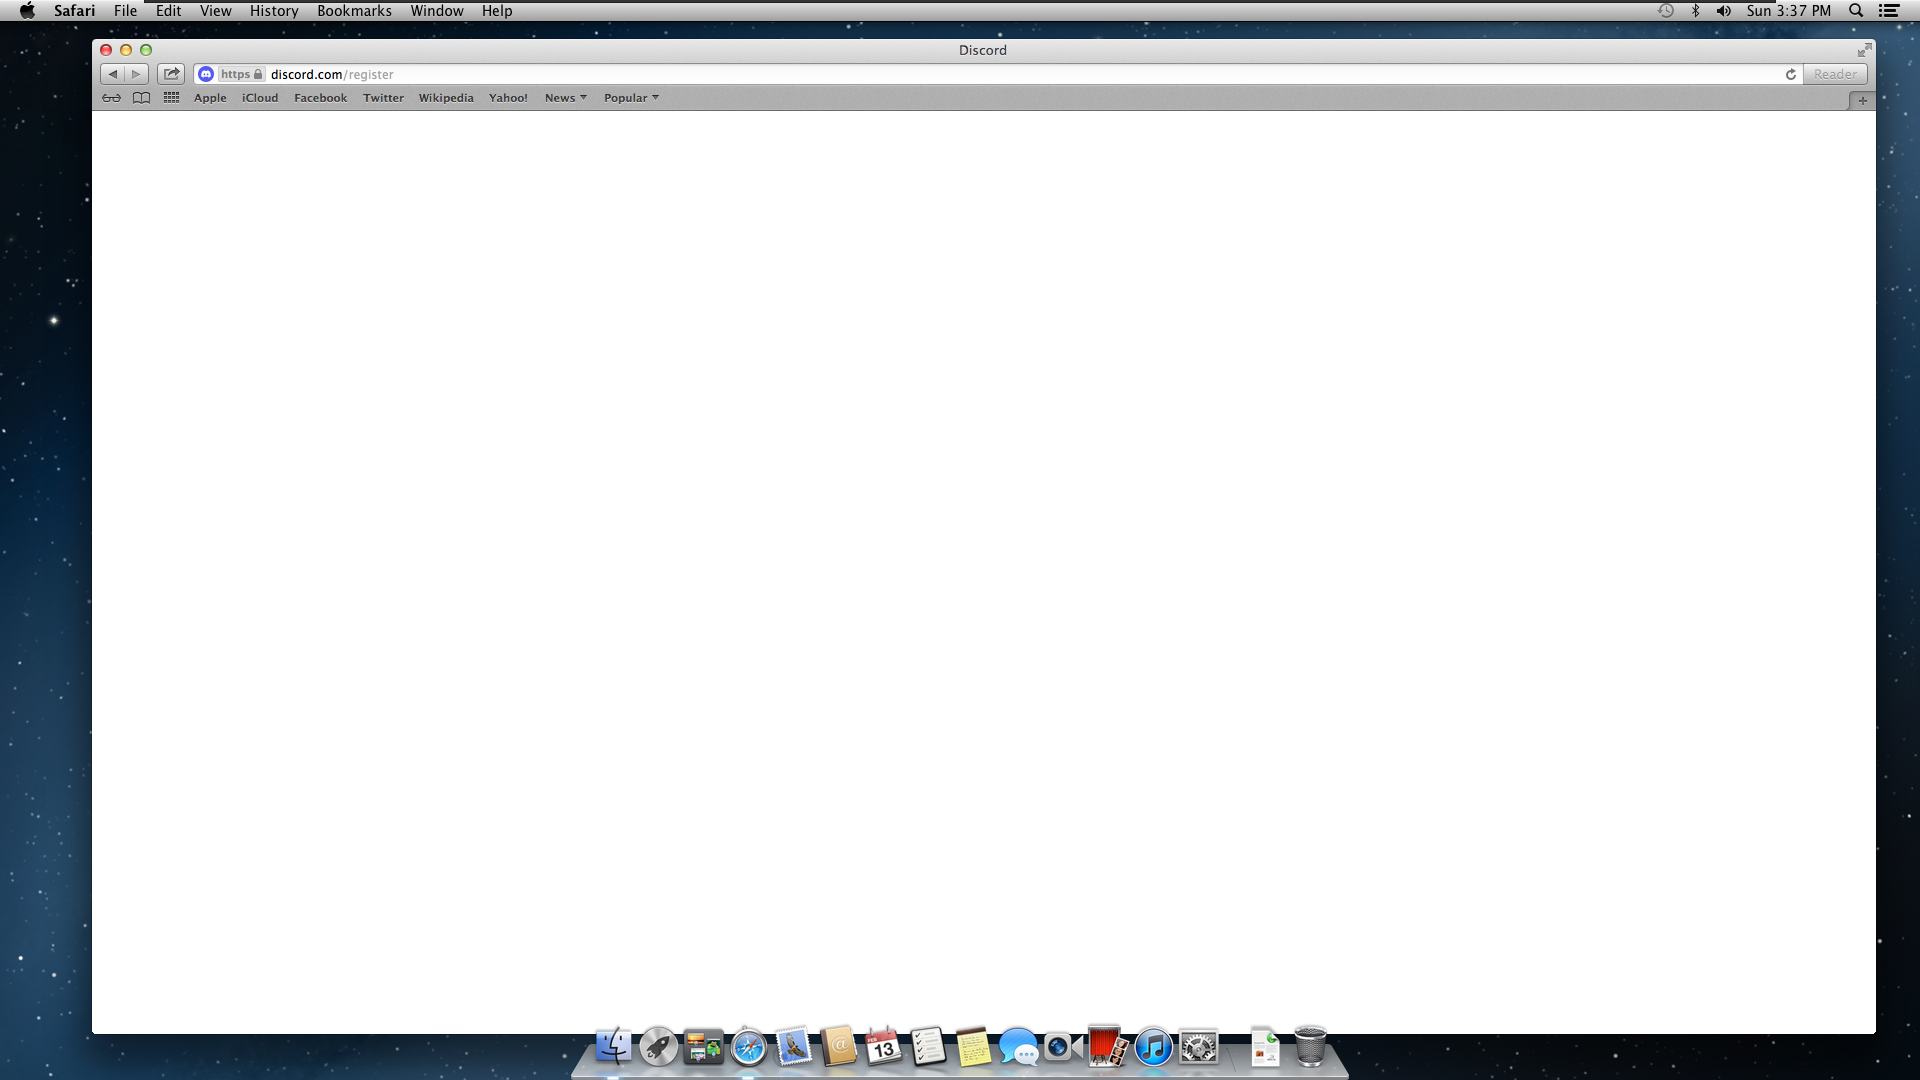 Safari File Edit View History Bookmarks Window Help Sun 3:37 PM
Discord
https discord.com/register Reader
Apple iCloud Facebook Twitter Wikipedia Yahoo! News Popular +
@ FEB 13